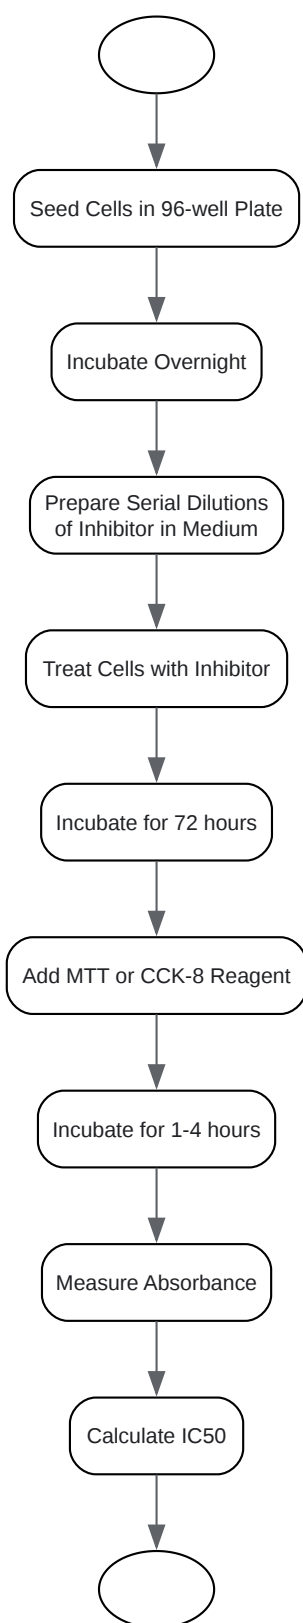 Seed Cells in 96-well Plate
Incubate Overnight
Prepare Serial Dilutions
of Inhibitor in Medium
Treat Cells with Inhibitor
Incubate for 72 hours
Add MTT or CCK-8 Reagent
Incubate for 1-4 hours
Measure Absorbance
Calculate IC50